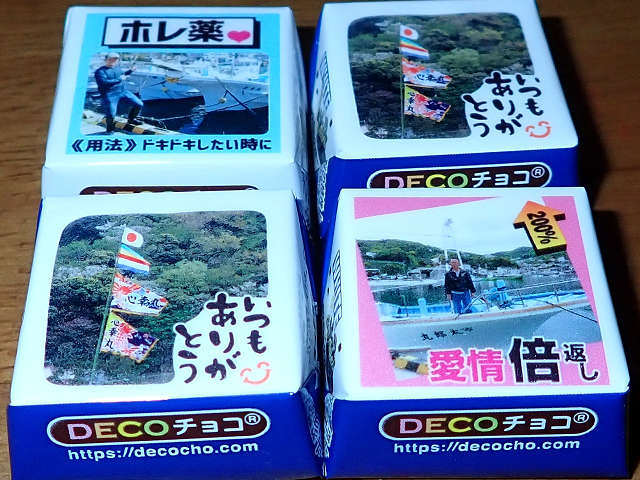 ホレ薬♥
《用法》ドキドキしたい時に
DECOチョコ®
いつも
ありが
とう
DECOチョコ®
いつも
ありが
とう
DECOチョコ®
https://decocho.com
200%
愛情倍返し
DECOチョコ®
https://decocho.com